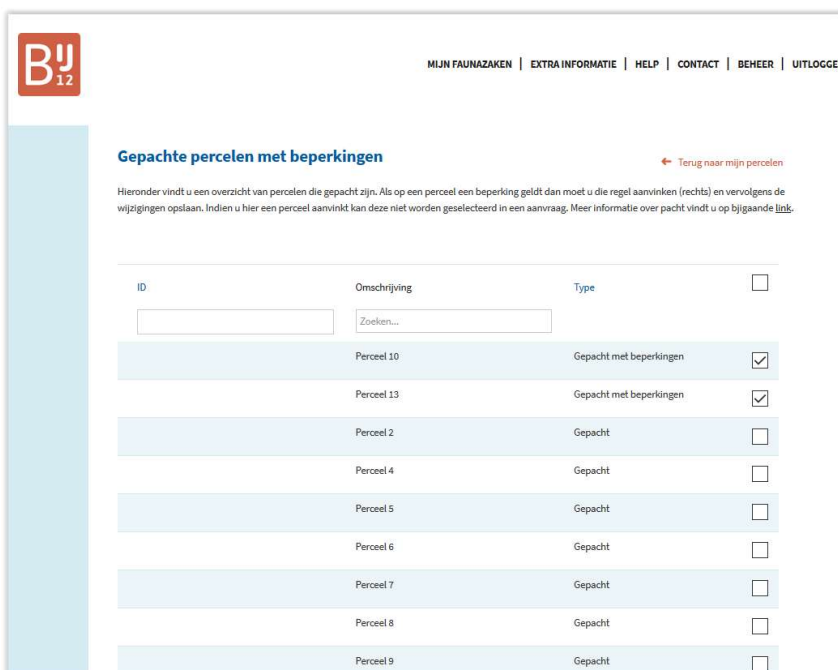 BIJ
12
MIJN FAUNAZAKEN | EXTRA INFORMATIE | HELP | CONTACT | BEHEER | UITLOGGE
Gepachte percelen met beperkingen
← Terug naar mijn percelen
Hieronder vindt u een overzicht van percelen die gepacht zijn. Als op een perceel een beperking geldt dan moet u die regel aanvinken (rechts) en vervolgens de
wijzigingen opslaan. Indien u hier een perceel aanvinkt kan deze niet worden geselecteerd in een aanvraag. Meer informatie over pacht vindt u op bjigaande link.
ID Omschrijving Type
Zoeken...
Perceel 10 Gepacht met beperkingen
Perceel 13 Gepacht met beperkingen
Perceel 2 Gepacht
Perceel 4 Gepacht
Perceel 5 Gepacht
Perceel 6 Gepacht
Perceel 7 Gepacht
Perceel 8 Gepacht
Perceel 9 Gepacht